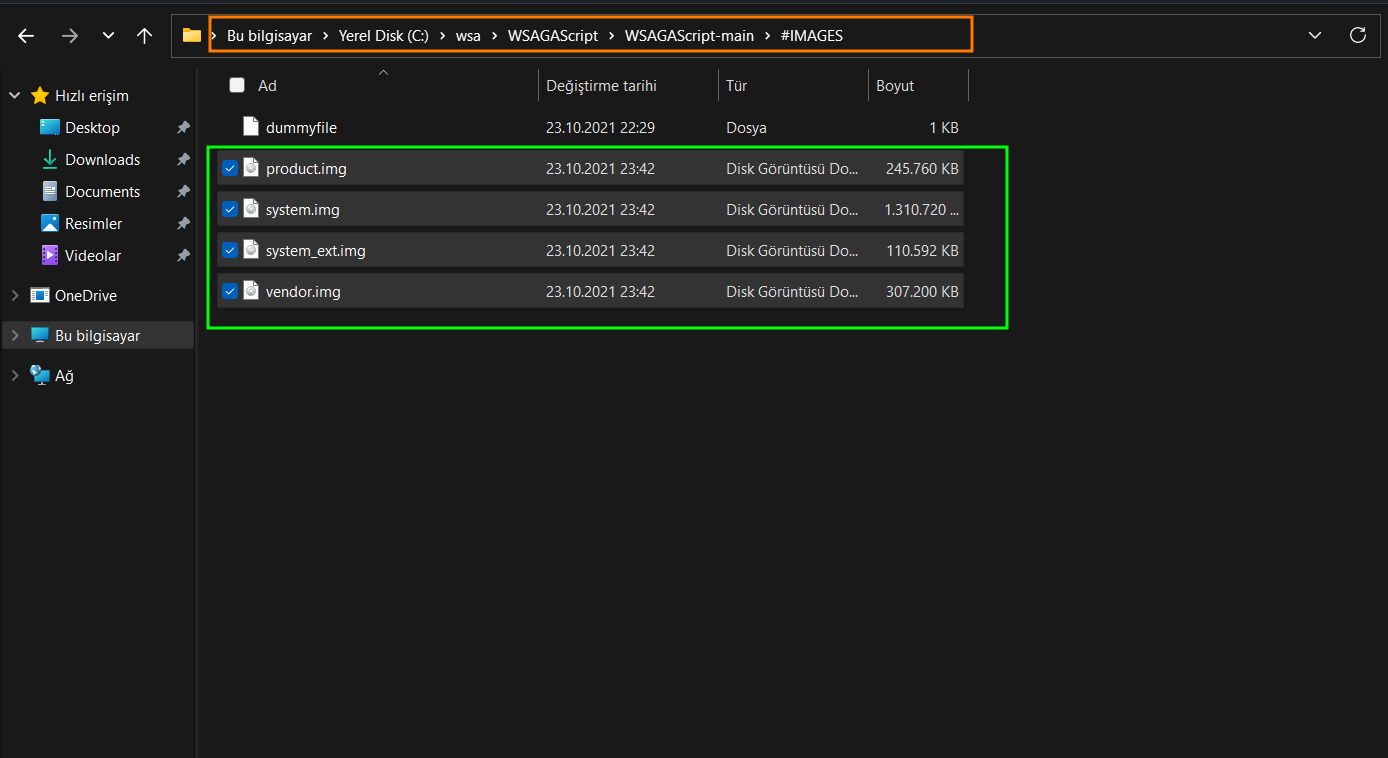 Bu bilgisayar > Yerel Disk (C:) > wsa > WSAGAScript > WSAGAScript-main > #IMAGES
Hızlı erişim
Desktop
Downloads
Documents
Resimler
Videolar
OneDrive
Bu bilgisayar
Ağ
Ad Değiştirme tarihi Tür Boyut
dummyfile 23.10.2021 22:29 Dosya 1 KB
product.img 23.10.2021 23:42 Disk Görüntüsü Do... 245.760 KB
system.img 23.10.2021 23:42 Disk Görüntüsü Do... 1.310.720 ...
system_ext.img 23.10.2021 23:42 Disk Görüntüsü Do... 110.592 KB
vendor.img 23.10.2021 23:42 Disk Görüntüsü Do... 307.200 KB